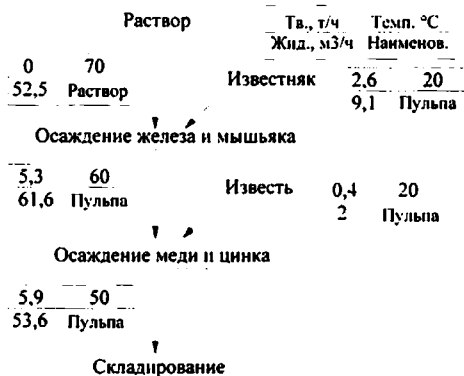 Раствор Тв., т/ч Темп. °С
Жид., м3/ч Наименов.
0 70
52,5 Раствор
Известняк 2,6 20
9,1 Пульпа
Осаждение железа и мышьяка
5,3 60
61,6 Пульпа
Известь 0,4 20
2 Пульпа
Осаждение меди и цинка
5,9 50
53,6 Пульпа
Складирование